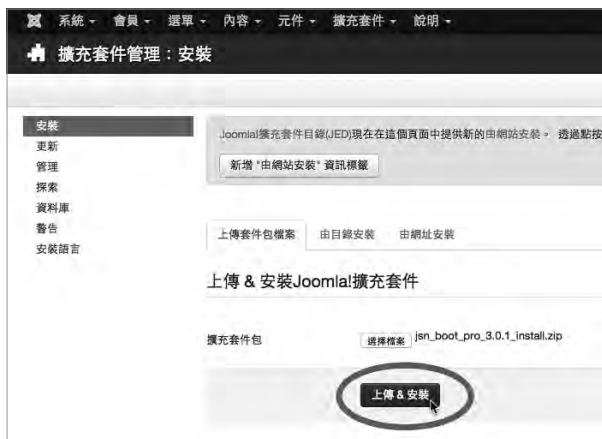 系統 會員 選單 內容 元件 擴充套件 說明
擴充套件管理：安裝
安裝
更新
管理
探索
資料庫
警告
安裝語言
Joomla!擴充套件目錄(JED)現在在這個頁面中提供新的由網站安裝。 透過點按
新增 "由網站安裝" 資訊標籤
上傳套件包檔案 由目錄安裝 由網址安裝
上傳 & 安裝Joomla!擴充套件
擴充套件包 選擇檔案 jsn_boot_pro_3.0.1_install.zip
上傳 & 安裝